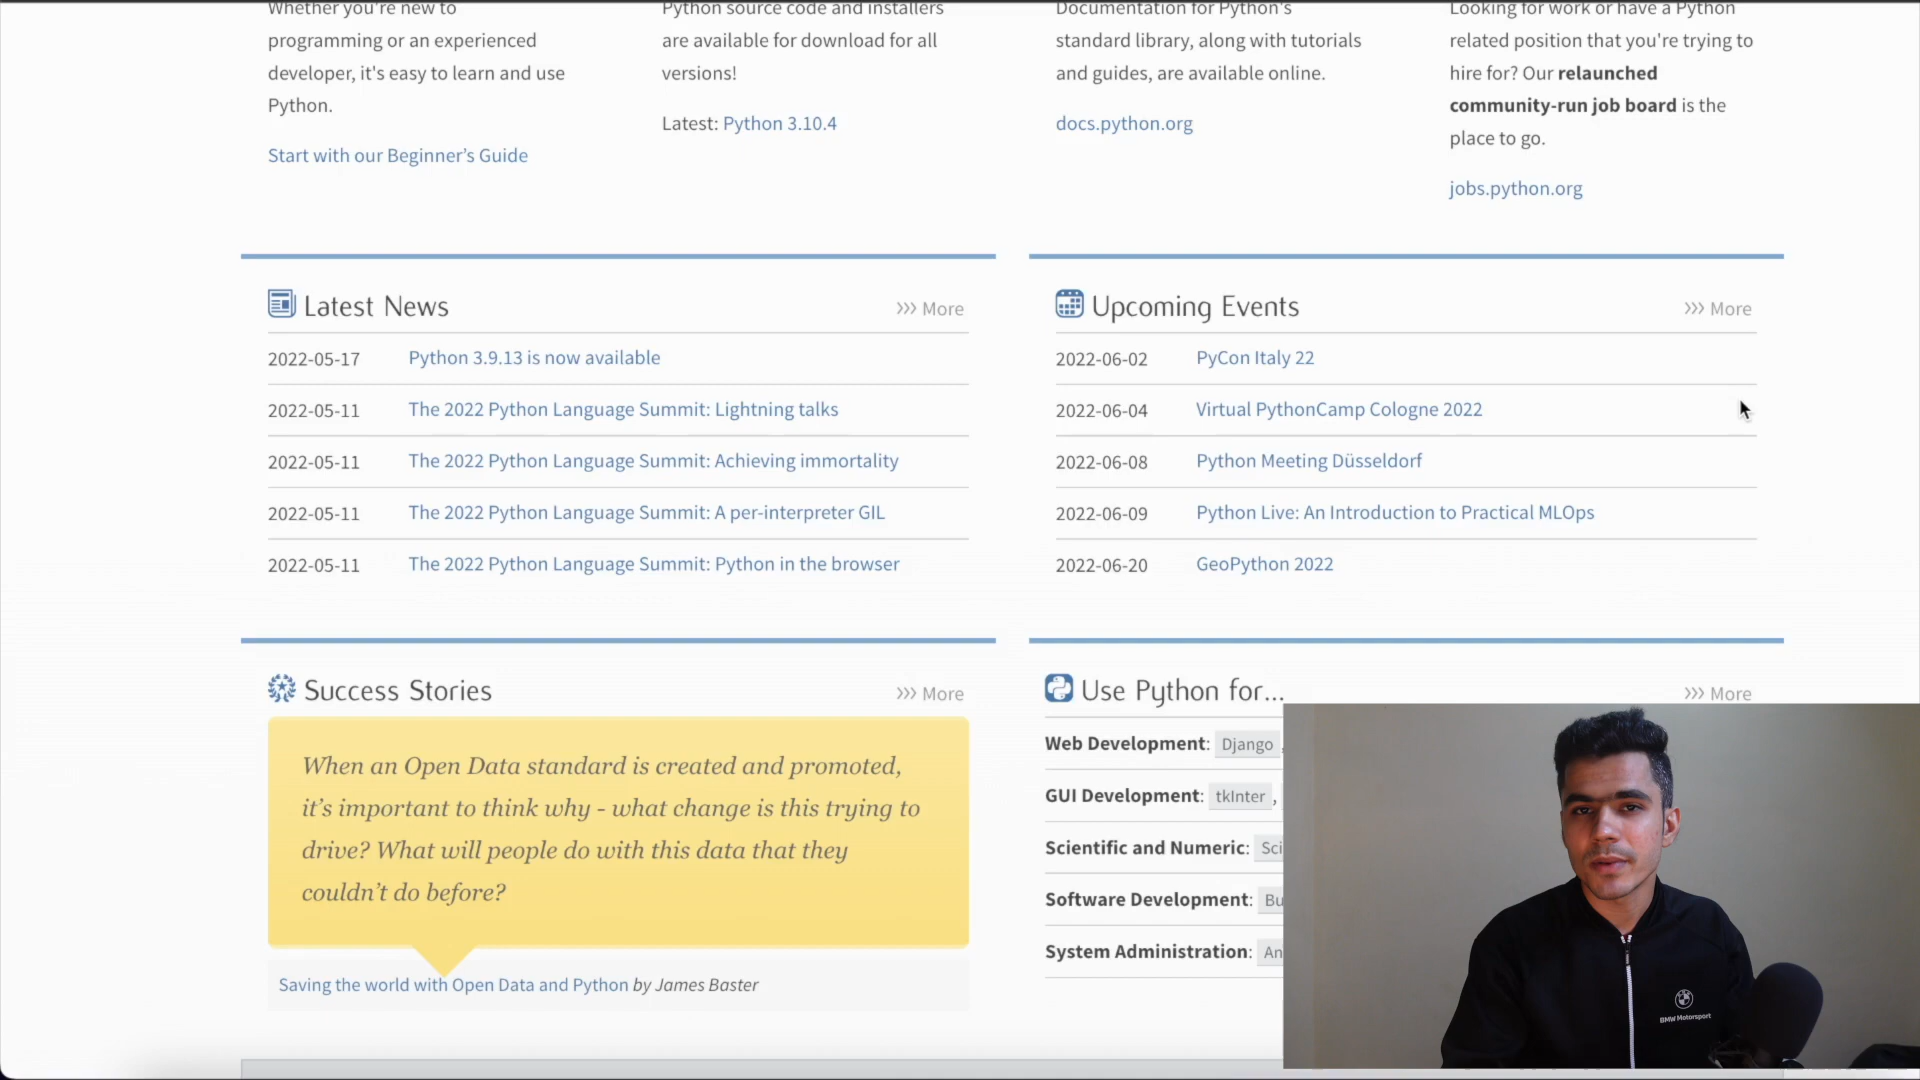 Whether you're new to
programming or an experienced
developer, it's easy to learn and use
Python.
Start with our Beginner’s Guide
Python source code and installers
are available for download for all
versions!
Latest: Python 3.10.4
Documentation for Python's
standard library, along with tutorials
and guides, are available online.
docs.python.org
Looking for work or have a Python
related position that you're trying to
hire for? Our relaunched
community-run job board is the
place to go.
jobs.python.org
Latest News
>>> More
2022-05-17 Python 3.9.13 is now available
2022-05-11 The 2022 Python Language Summit: Lightning talks
2022-05-11 The 2022 Python Language Summit: Achieving immortality
2022-05-11 The 2022 Python Language Summit: A per-interpreter GIL
2022-05-11 The 2022 Python Language Summit: Python in the browser
Upcoming Events
>>> More
2022-06-02 PyCon Italy 22
2022-06-04 Virtual PythonCamp Cologne 2022
2022-06-08 Python Meeting Düsseldorf
2022-06-09 Python Live: An Introduction to Practical MLOps
2022-06-20 GeoPython 2022
Success Stories
>>> More
When an Open Data standard is created and promoted,
it’s important to think why - what change is this trying to
drive? What will people do with this data that they
couldn’t do before?
Saving the world with Open Data and Python by James Baster
Use Python for...
>>> More
Web Development: Django,
GUI Development: tkInter,
Scientific and Numeric: Sci
Software Development: Bu
System Administration: An
BMW Motorsport